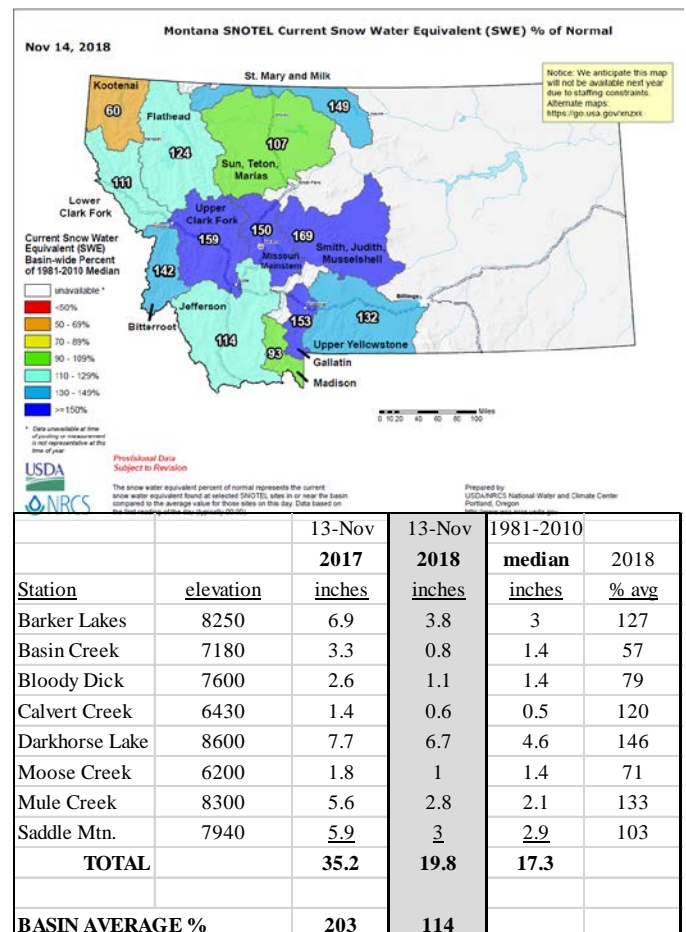 Montana SNOTEL Current Snow Water Equivalent (SWE) % of Normal
Nov 14, 2018
Notice: We anticipate this map
will not be available next year
due to staffing constraints.
Alternate maps:
https://go.usa.gov/xnzxx
St. Mary and Milk
Kootenai
60
Flathead
124
149
107
Sun, Teton,
Marias
111
Lower
Clark Fork
Upper
Clark Fork
159
150
Missouri
Mainstem
169
Smith, Judith,
Musselshell
142
Bitterroot
Jefferson
114
93
153
132
Billings
Upper Yellowstone
Gallatin
Madison
Current Snow Water
Equivalent (SWE)
Basin-wide Percent
of 1981-2010 Median
unavailable *
<50%
50 - 69%
70 - 89%
90 - 109%
110 - 129%
130 - 149%
>=150%
* Data unavailable at time
of posting or measurement
is not representative at this
time of year
Miles
0 10 20 40 60 80 100
Provisional Data
Subject to Revision
USDA
NRCS
The snow water equivalent percent of normal represents the current
snow water equivalent found at selected SNOTEL sites in or near the basin
compared to the average value for those sites on this day. Data based on
Prepared by:
USDA/NRCS National Water and Climate Center
Portland, Oregon
13-Nov 13-Nov 1981-2010
2017 2018 median 2018
Station elevation inches inches inches % avg
Barker Lakes 8250 6.9 3.8 3 127
Basin Creek 7180 3.3 0.8 1.4 57
Bloody Dick 7600 2.6 1.1 1.4 79
Calvert Creek 6430 1.4 0.6 0.5 120
Darkhorse Lake 8600 7.7 6.7 4.6 146
Moose Creek 6200 1.8 1 1.4 71
Mule Creek 8300 5.6 2.8 2.1 133
Saddle Mtn. 7940 5.9 3 2.9 103
TOTAL 35.2 19.8 17.3
BASIN AVERAGE % 203 114